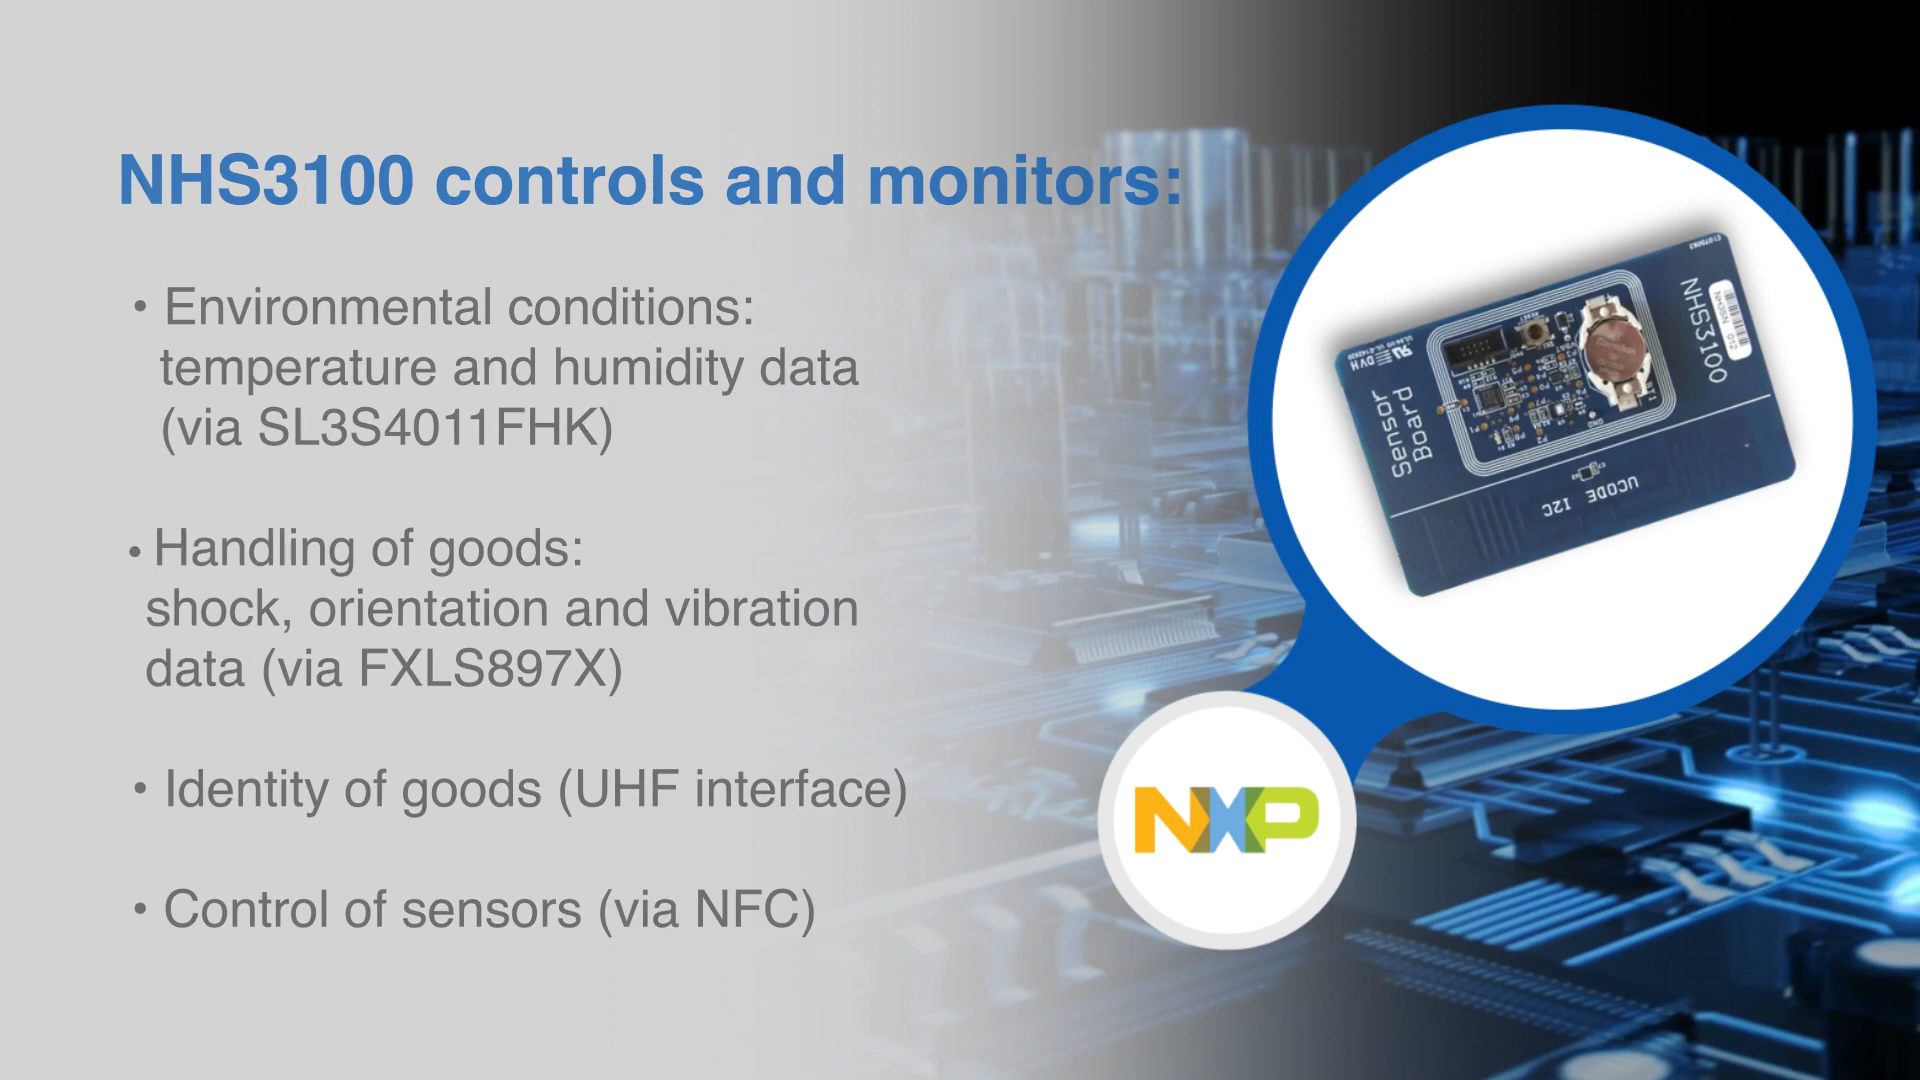 NHS3100 controls and monitors:
• Environmental conditions:
temperature and humidity data
(via SL3S4011FHK)
• Handling of goods:
shock, orientation and vibration
data (via FXLS897X)
• Identity of goods (UHF interface)
• Control of sensors (via NFC)
Sensor
Board
NHS3100
UCODE I2C
NXP